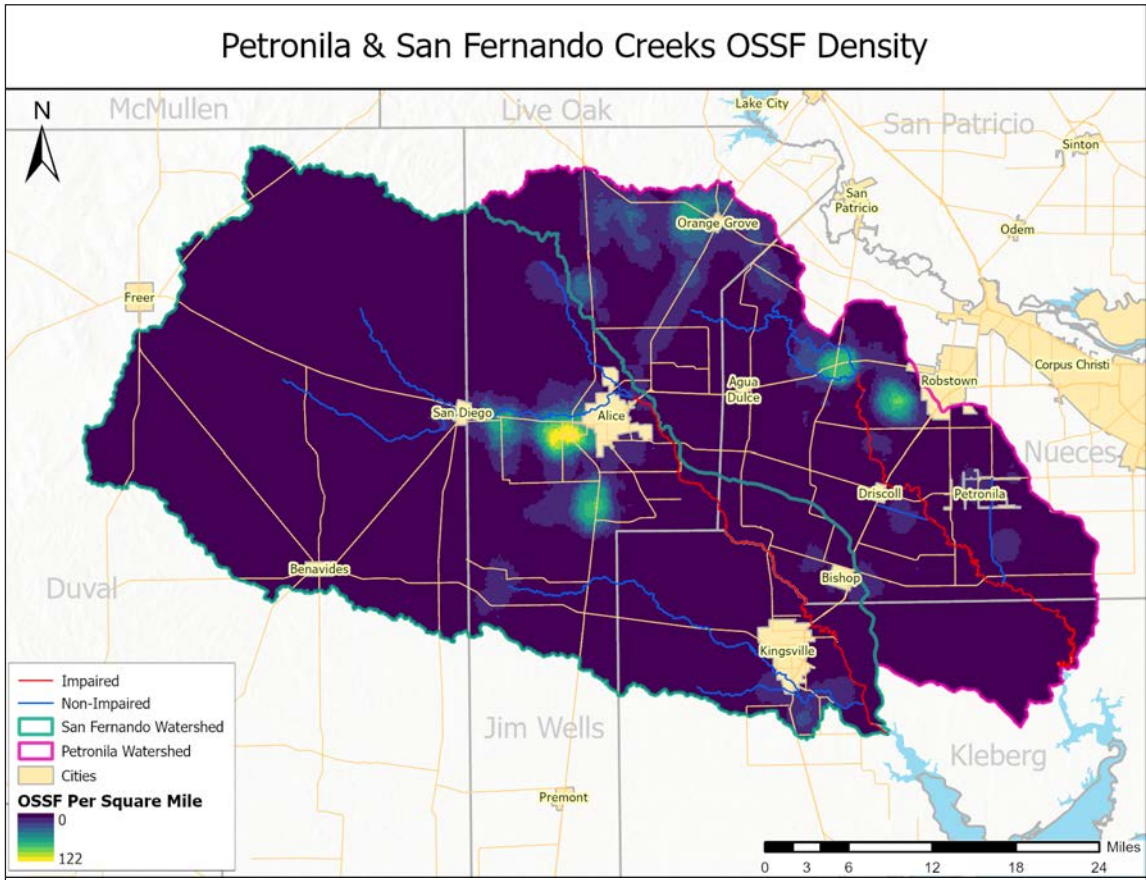 Petronila & San Fernando Creeks OSSF Density
McMullen
Live Oak
Lake City
San Patricio
N
Sinton
San
Patricio
Orange Grove
Odem
Freer
Corpus Christi
Robstown
Agua
Dulce
San Diego
Alice
Nueces
Driscoll
Petronila
Benavides
Bishop
Duval
Kingsville
Impaired
Non-Impaired
San Fernando Watershed
Petronila Watershed
Cities
OSSF Per Square Mile
0
122
Jim Wells
Kleberg
Premont
Miles
0 3 6 12 18 24